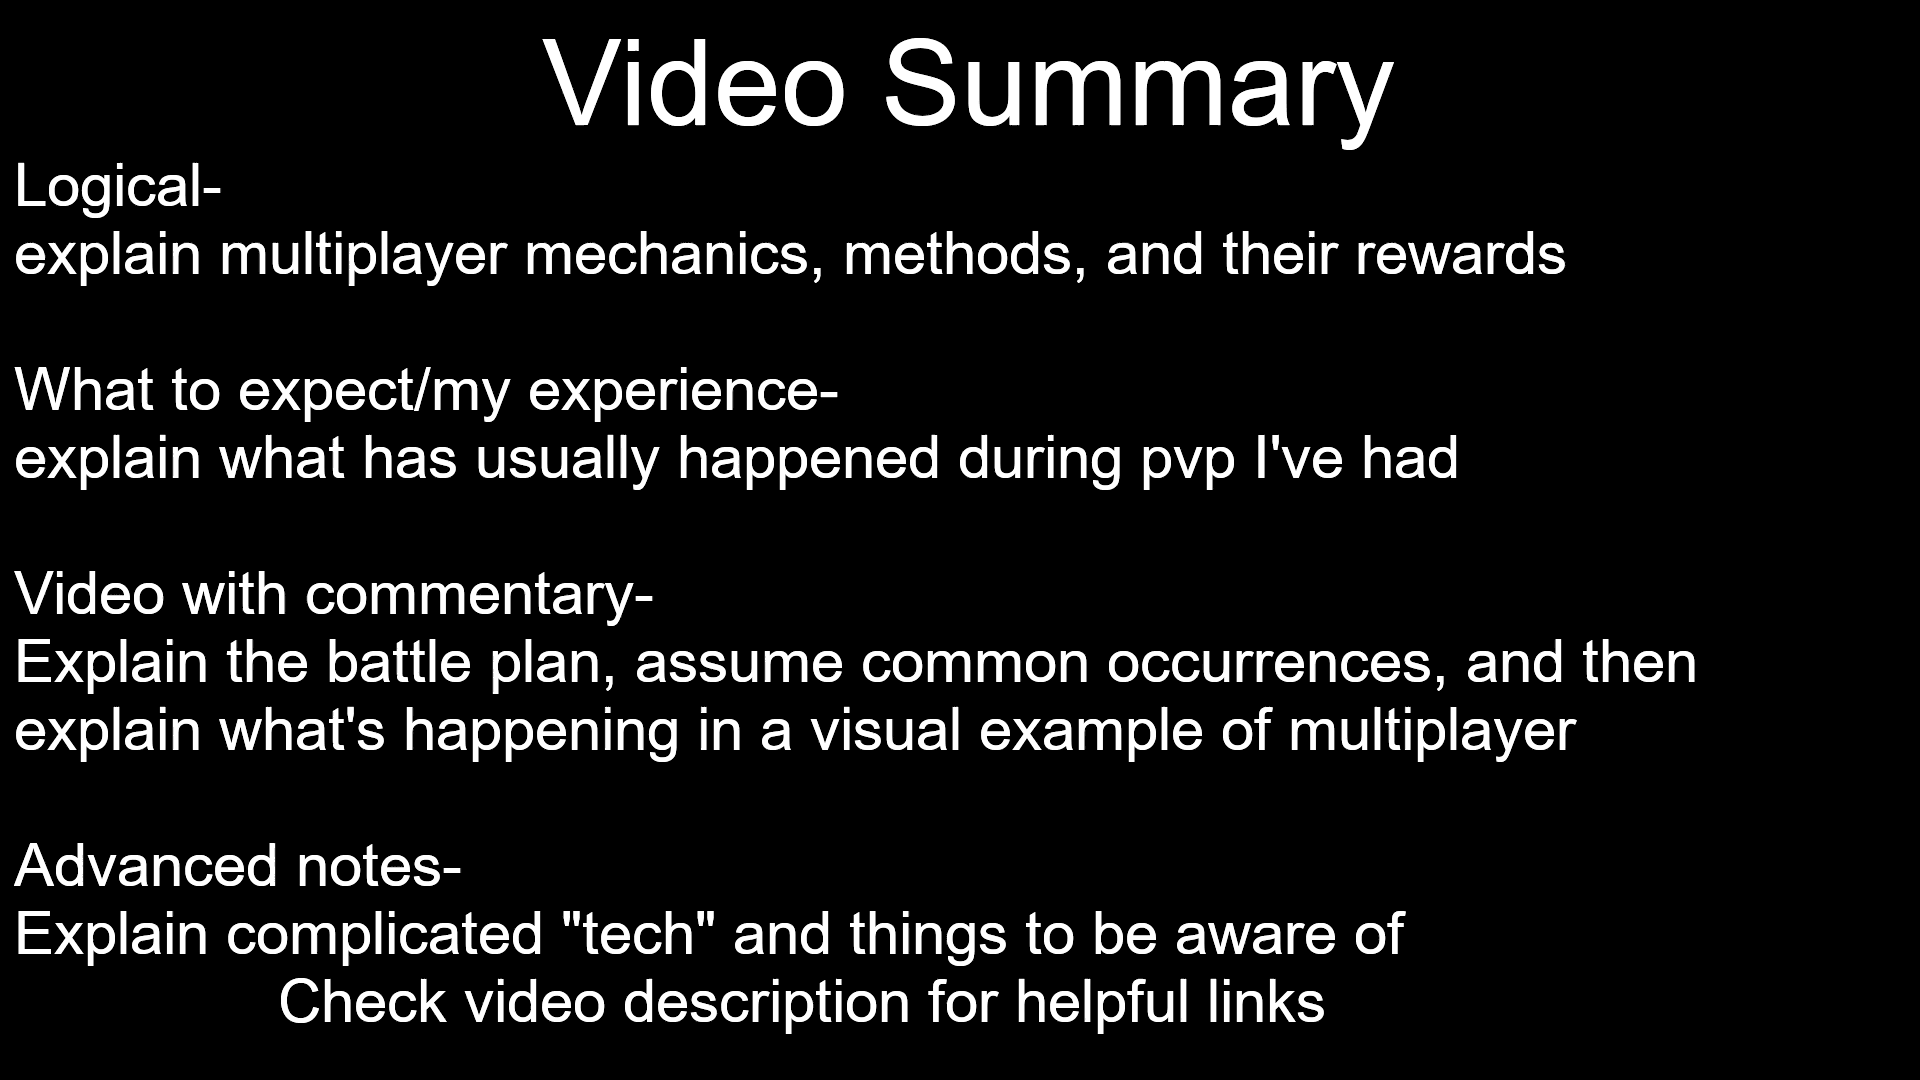 Video Summary
Logical-
explain multiplayer mechanics, methods, and their rewards
What to expect/my experience-
explain what has usually happened during pvp I've had
Video with commentary-
Explain the battle plan, assume common occurrences, and then
explain what's happening in a visual example of multiplayer
Advanced notes-
Explain complicated "tech" and things to be aware of
Check video description for helpful links